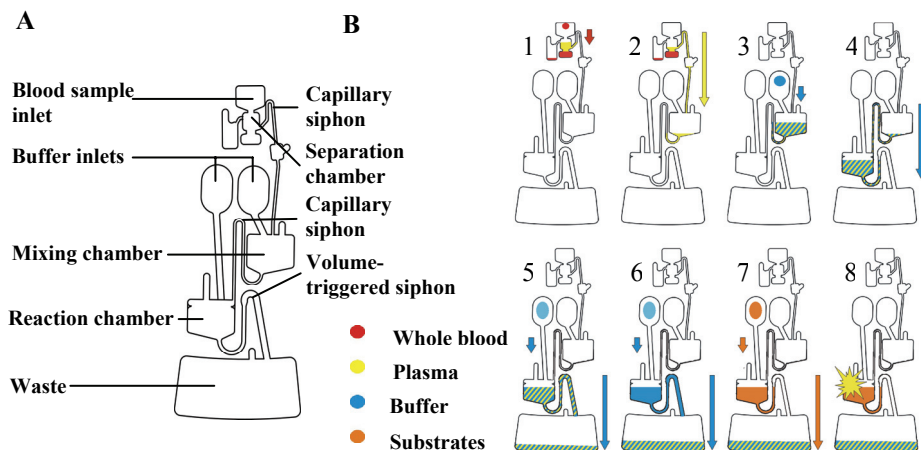 A
B
Blood sample
inlet
Buffer inlets
Mixing chamber
Reaction chamber
Waste
Capillary
siphon
Separation
chamber
Capillary
siphon
Volume-
triggered siphon
Whole blood
Plasma
Buffer
Substrates
1
2
3
4
5
6
7
8